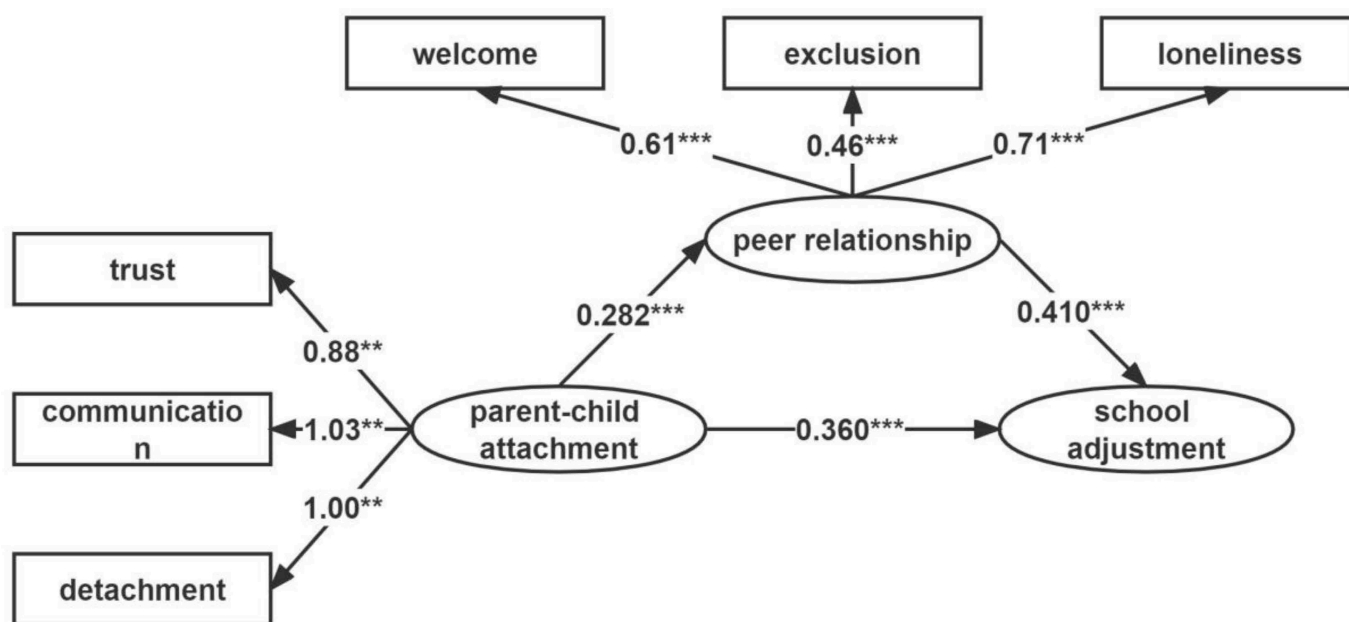 welcome
exclusion
loneliness
0.61***
0.46***
0.71***
peer relationship
trust
0.282***
0.410***
0.88**
communicatio
n
1.03**
parent-child
attachment
0.360***
school
adjustment
1.00**
detachment